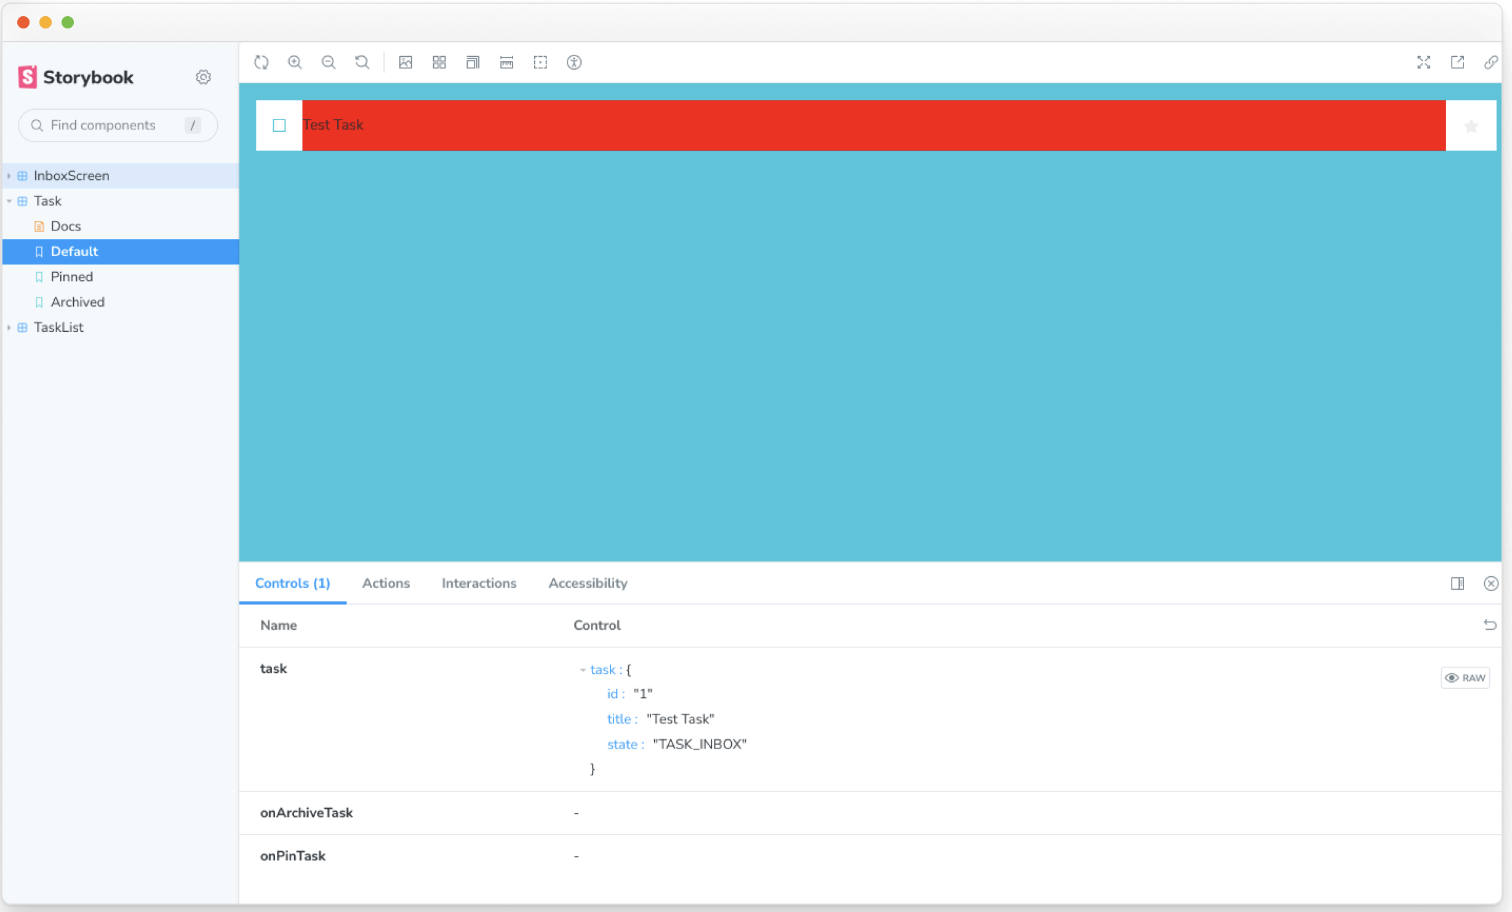 Storybook
Find components /
InboxScreen
Task
Docs
Default
Pinned
Archived
TaskList
Test Task
Controls (1) Actions Interactions Accessibility
Name Control
task task : {
RAW
id : "1"
title : "Test Task"
state : "TASK_INBOX"
}
onArchiveTask -
onPinTask -